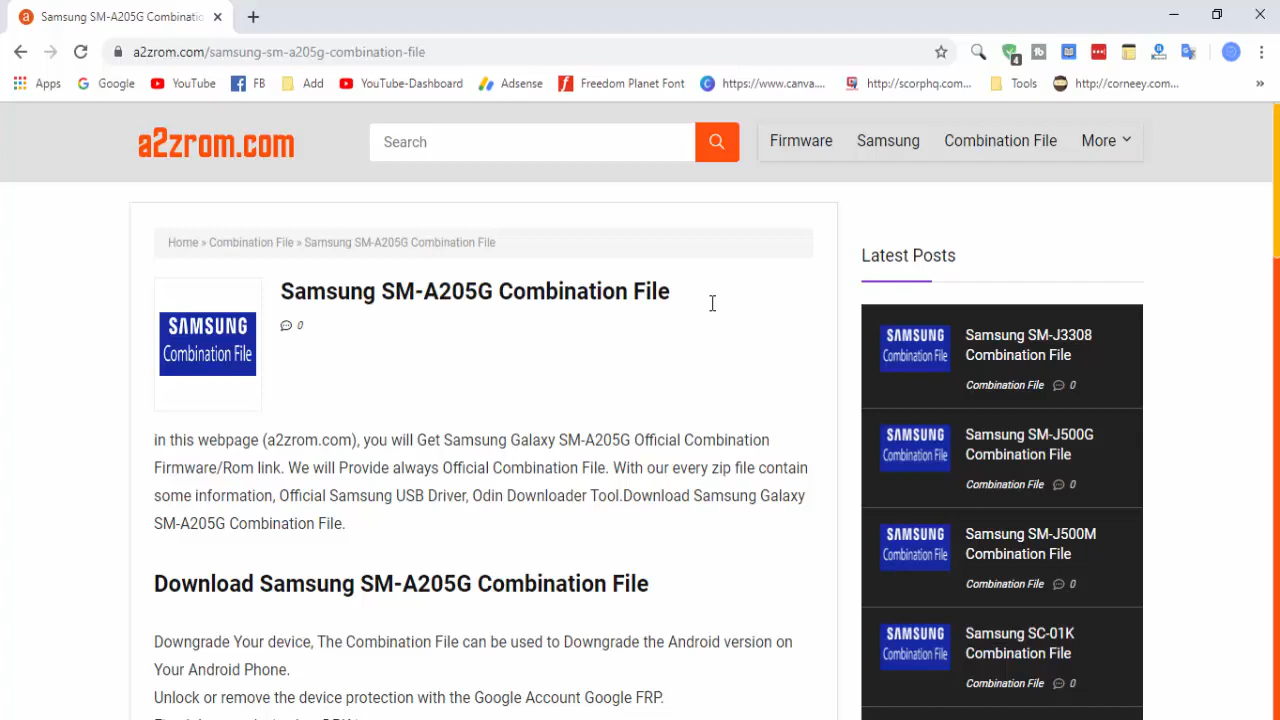 Samsung SM-A205G Combinatio
a2zrom.com/samsung-sm-a205g-combination-file
4
Apps
Google
YouTube
FB
Add
YouTube-Dashboard
Adsense
Freedom Planet Font
https://www.canva....
http://scorphq.com...
Tools
http://corneey.com...
a2zrom.com
Search
Firmware
Samsung
Combination File
More
Home » Combination File » Samsung SM-A205G Combination File
SAMSUNG
Combination File
Samsung SM-A205G Combination File
0
in this webpage (a2zrom.com), you will Get Samsung Galaxy SM-A205G Official Combination
Firmware/Rom link. We will Provide always Official Combination File. With our every zip file contain
some information, Official Samsung USB Driver, Odin Downloader Tool.Download Samsung Galaxy
SM-A205G Combination File.
Download Samsung SM-A205G Combination File
Downgrade Your device, The Combination File can be used to Downgrade the Android version on
Your Android Phone.
Unlock or remove the device protection with the Google Account Google FRP.
Latest Posts
SAMSUNG
Combination File
Samsung SM-J3308
Combination File
Combination File 0
SAMSUNG
Combination File
Samsung SM-J500G
Combination File
Combination File 0
SAMSUNG
Combination File
Samsung SM-J500M
Combination File
Combination File 0
SAMSUNG
Combination File
Samsung SC-01K
Combination File
Combination File 0